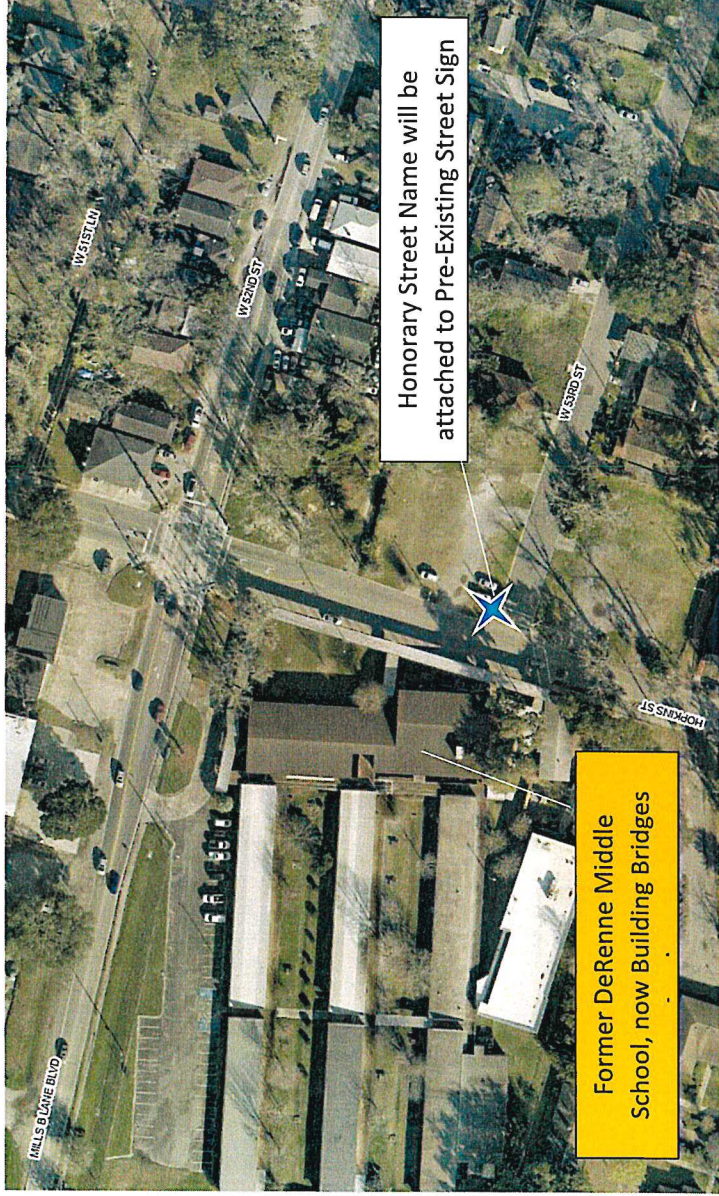 W 51ST LN
W 52ND ST
MILLS B LANE BLVD
Honorary Street Name will be
attached to Pre-Existing Street Sign
W 53RD ST
HOPKINS ST
Former DeRenne Middle
School, now Building Bridges